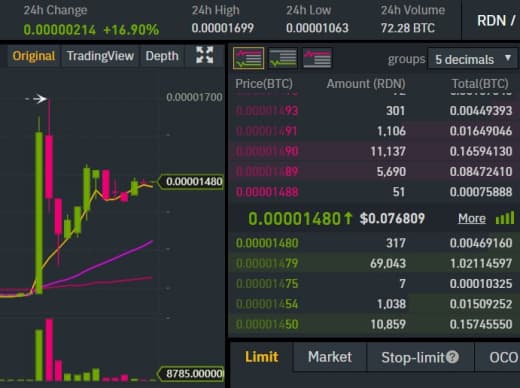 24h Change 24h High 24h Low 24h Volume
0.00000214 +16.90% 0.00001699 0.00001063 72.28 BTC RDN /
Original TradingView Depth groups 5 decimals
Price(BTC) Amount (RDN) Total(BTC)
0.00001700
0.00001493 301 0.00449393
0.00001491 1,106 0.01649046
0.00001490 11,137 0.16594130
0.00001489 5,690 0.08472410
0.00001480
0.00001488 51 0.00075888
0.00001480↑ $0.076809 More
0.00001480 317 0.00469160
0.00001479 69,043 1.02114597
0.00001475 7 0.00010325
0.00001454 1,038 0.01509252
0.00001450 10,859 0.15745550
Limit Market Stop-limit? OCO
8785.00000